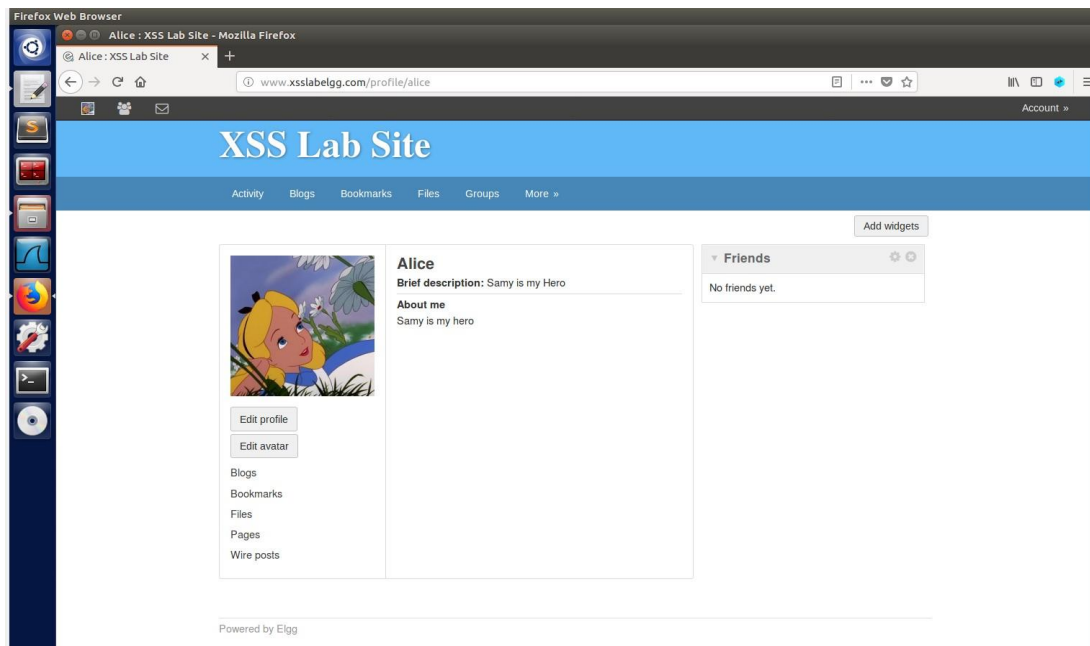 Firefox Web Browser
Alice : XSS Lab Site - Mozilla Firefox
Alice : XSS Lab Site
www.xsslabelgg.com/profile/alice
Account »
XSS Lab Site
Activity Blogs Bookmarks Files Groups More »
Add widgets
Alice
Brief description: Samy is my Hero
About me
Samy is my hero
Friends
No friends yet.
Edit profile
Edit avatar
Blogs
Bookmarks
Files
Pages
Wire posts
Powered by Elgg